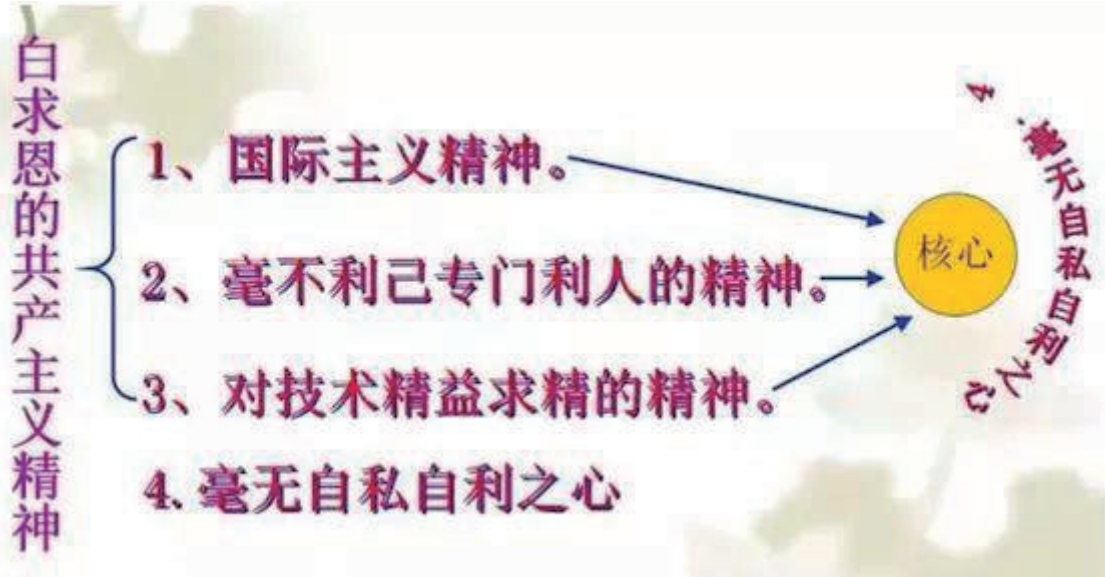 白求恩的共产主义精神
1、国际主义精神。
2、毫不利己专门利人的精神。
3、对技术精益求精的精神。
4.毫无自私自利之心
核心
4.毫无自私自利之心